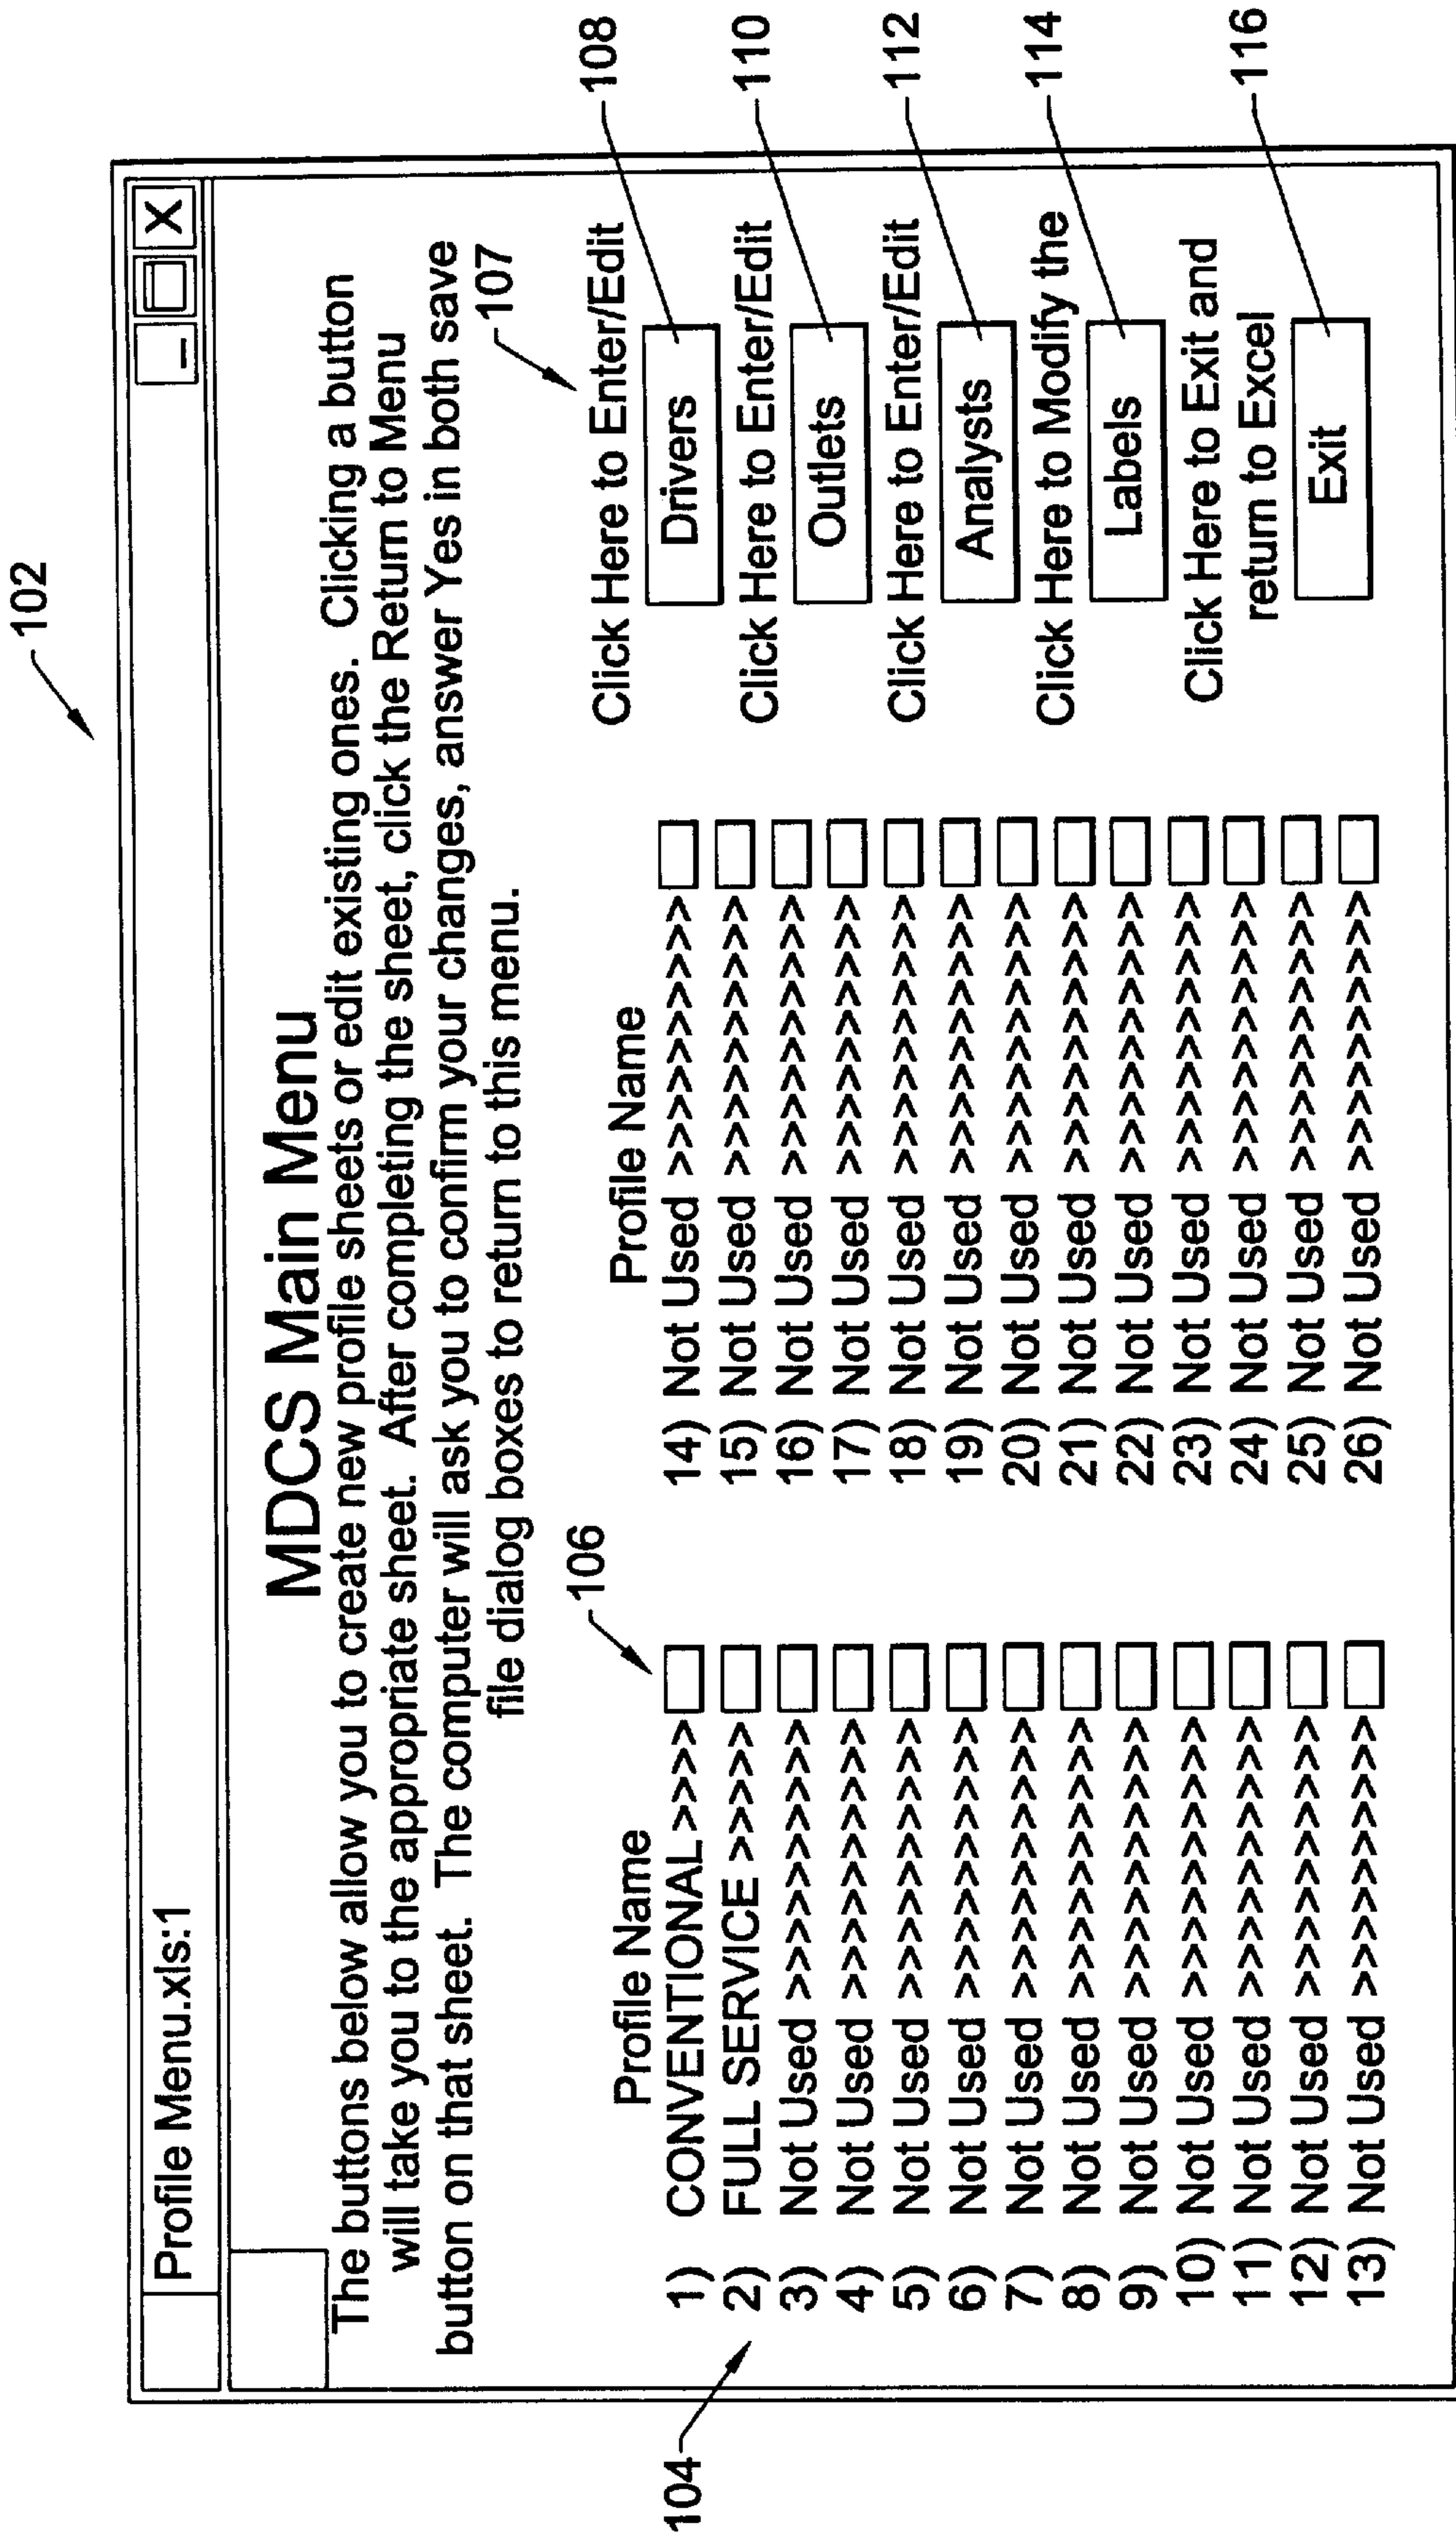 102
Profile Menu.xls:1
_ X
MDCS Main Menu
The buttons below allow you to create new profile sheets or edit existing ones. Clicking a button
will take you to the appropriate sheet. After completing the sheet, click the Return to Menu
button on that sheet. The computer will ask you to confirm your changes, answer Yes in both save
file dialog boxes to return to this menu.
104
106
Profile Name
1) CONVENTIONAL >>>>
2) FULL SERVICE >>>>>
3) Not Used >>>>>>>>>>
4) Not Used >>>>>>>>>>
5) Not Used >>>>>>>>>>
6) Not Used >>>>>>>>>>
7) Not Used >>>>>>>>>>
8) Not Used >>>>>>>>>>
9) Not Used >>>>>>>>>>
10) Not Used >>>>>>>>>>
11) Not Used >>>>>>>>>>
12) Not Used >>>>>>>>>>
13) Not Used >>>>>>>>>>
Profile Name
14) Not Used >>>>>>>>>>
15) Not Used >>>>>>>>>>
16) Not Used >>>>>>>>>>
17) Not Used >>>>>>>>>>
18) Not Used >>>>>>>>>>
19) Not Used >>>>>>>>>>
20) Not Used >>>>>>>>>>
21) Not Used >>>>>>>>>>
22) Not Used >>>>>>>>>>
23) Not Used >>>>>>>>>>
24) Not Used >>>>>>>>>>
25) Not Used >>>>>>>>>>
26) Not Used >>>>>>>>>>
107
Click Here to Enter/Edit
Drivers
108
Click Here to Enter/Edit
Outlets
110
Click Here to Enter/Edit
Analysts
112
Click Here to Modify the
Labels
114
Click Here to Exit and
return to Excel
Exit
116